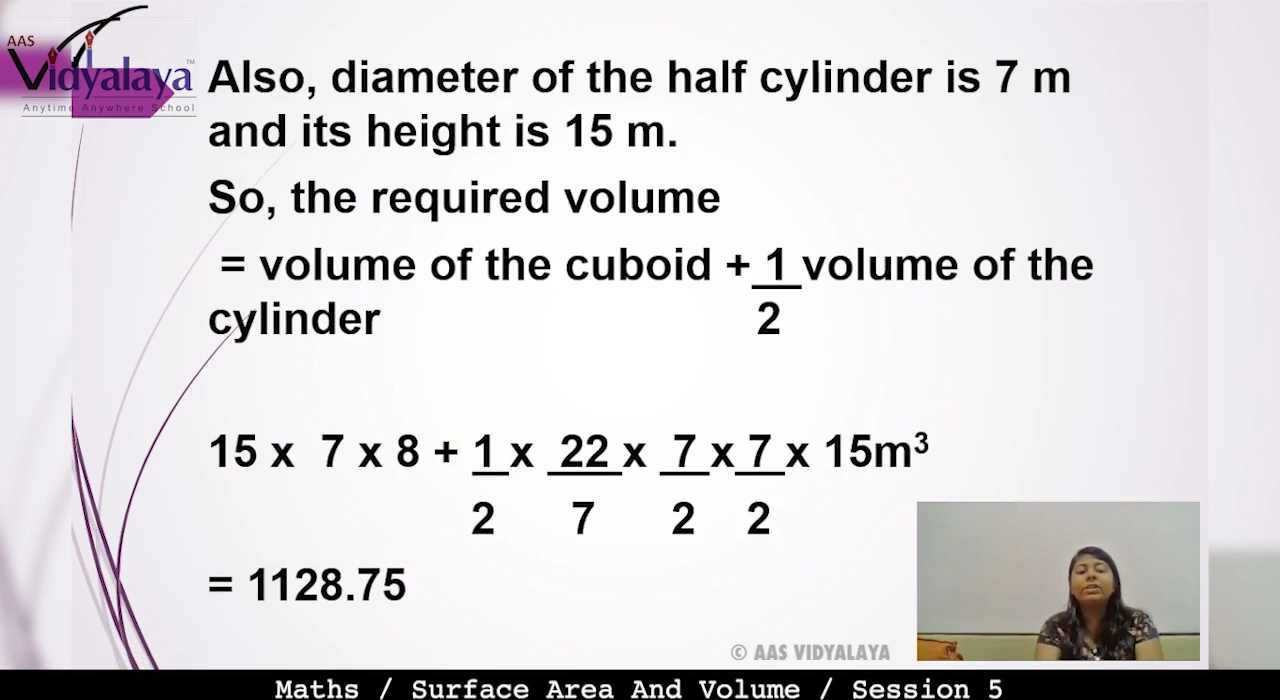 AAS
Vidyalaya™
Anytime Anywhere School
Also, diameter of the half cylinder is 7 m
and its height is 15 m.
So, the required volume
= volume of the cuboid + 1 volume of the
cylinder 2
15 x 7 x 8 + 1 x 22 x 7 x 7 x 15m³
2 7 2 2
= 1128.75
© AAS VIDYALAYA
Maths / Surface Area And Volume / Session 5